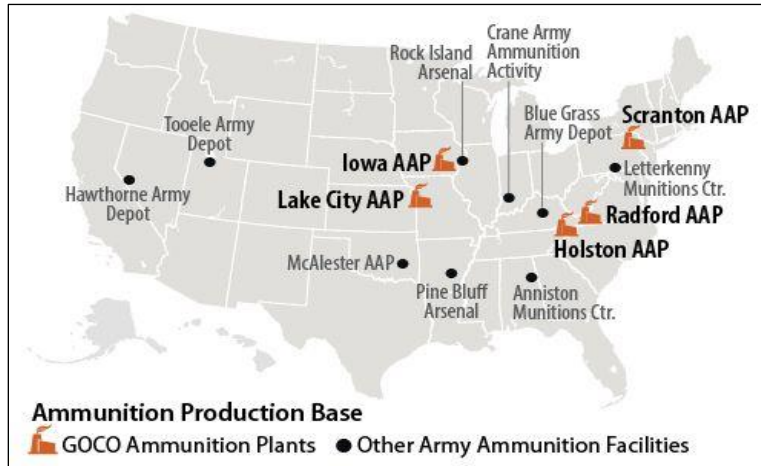 Crane Army
Ammunition
Activity
Rock Island
Arsenal
Scranton AAP
Blue Grass
Army Depot
Tooele Army
Depot
Iowa AAP
Letterkenny
Munitions Ctr.
Hawthorne Army
Depot
Lake City AAP
Radford AAP
Holston AAP
McAlester AAP
Pine Bluff
Arsenal
Anniston
Munitions Ctr.
Ammunition Production Base
GOCO Ammunition Plants
Other Army Ammunition Facilities